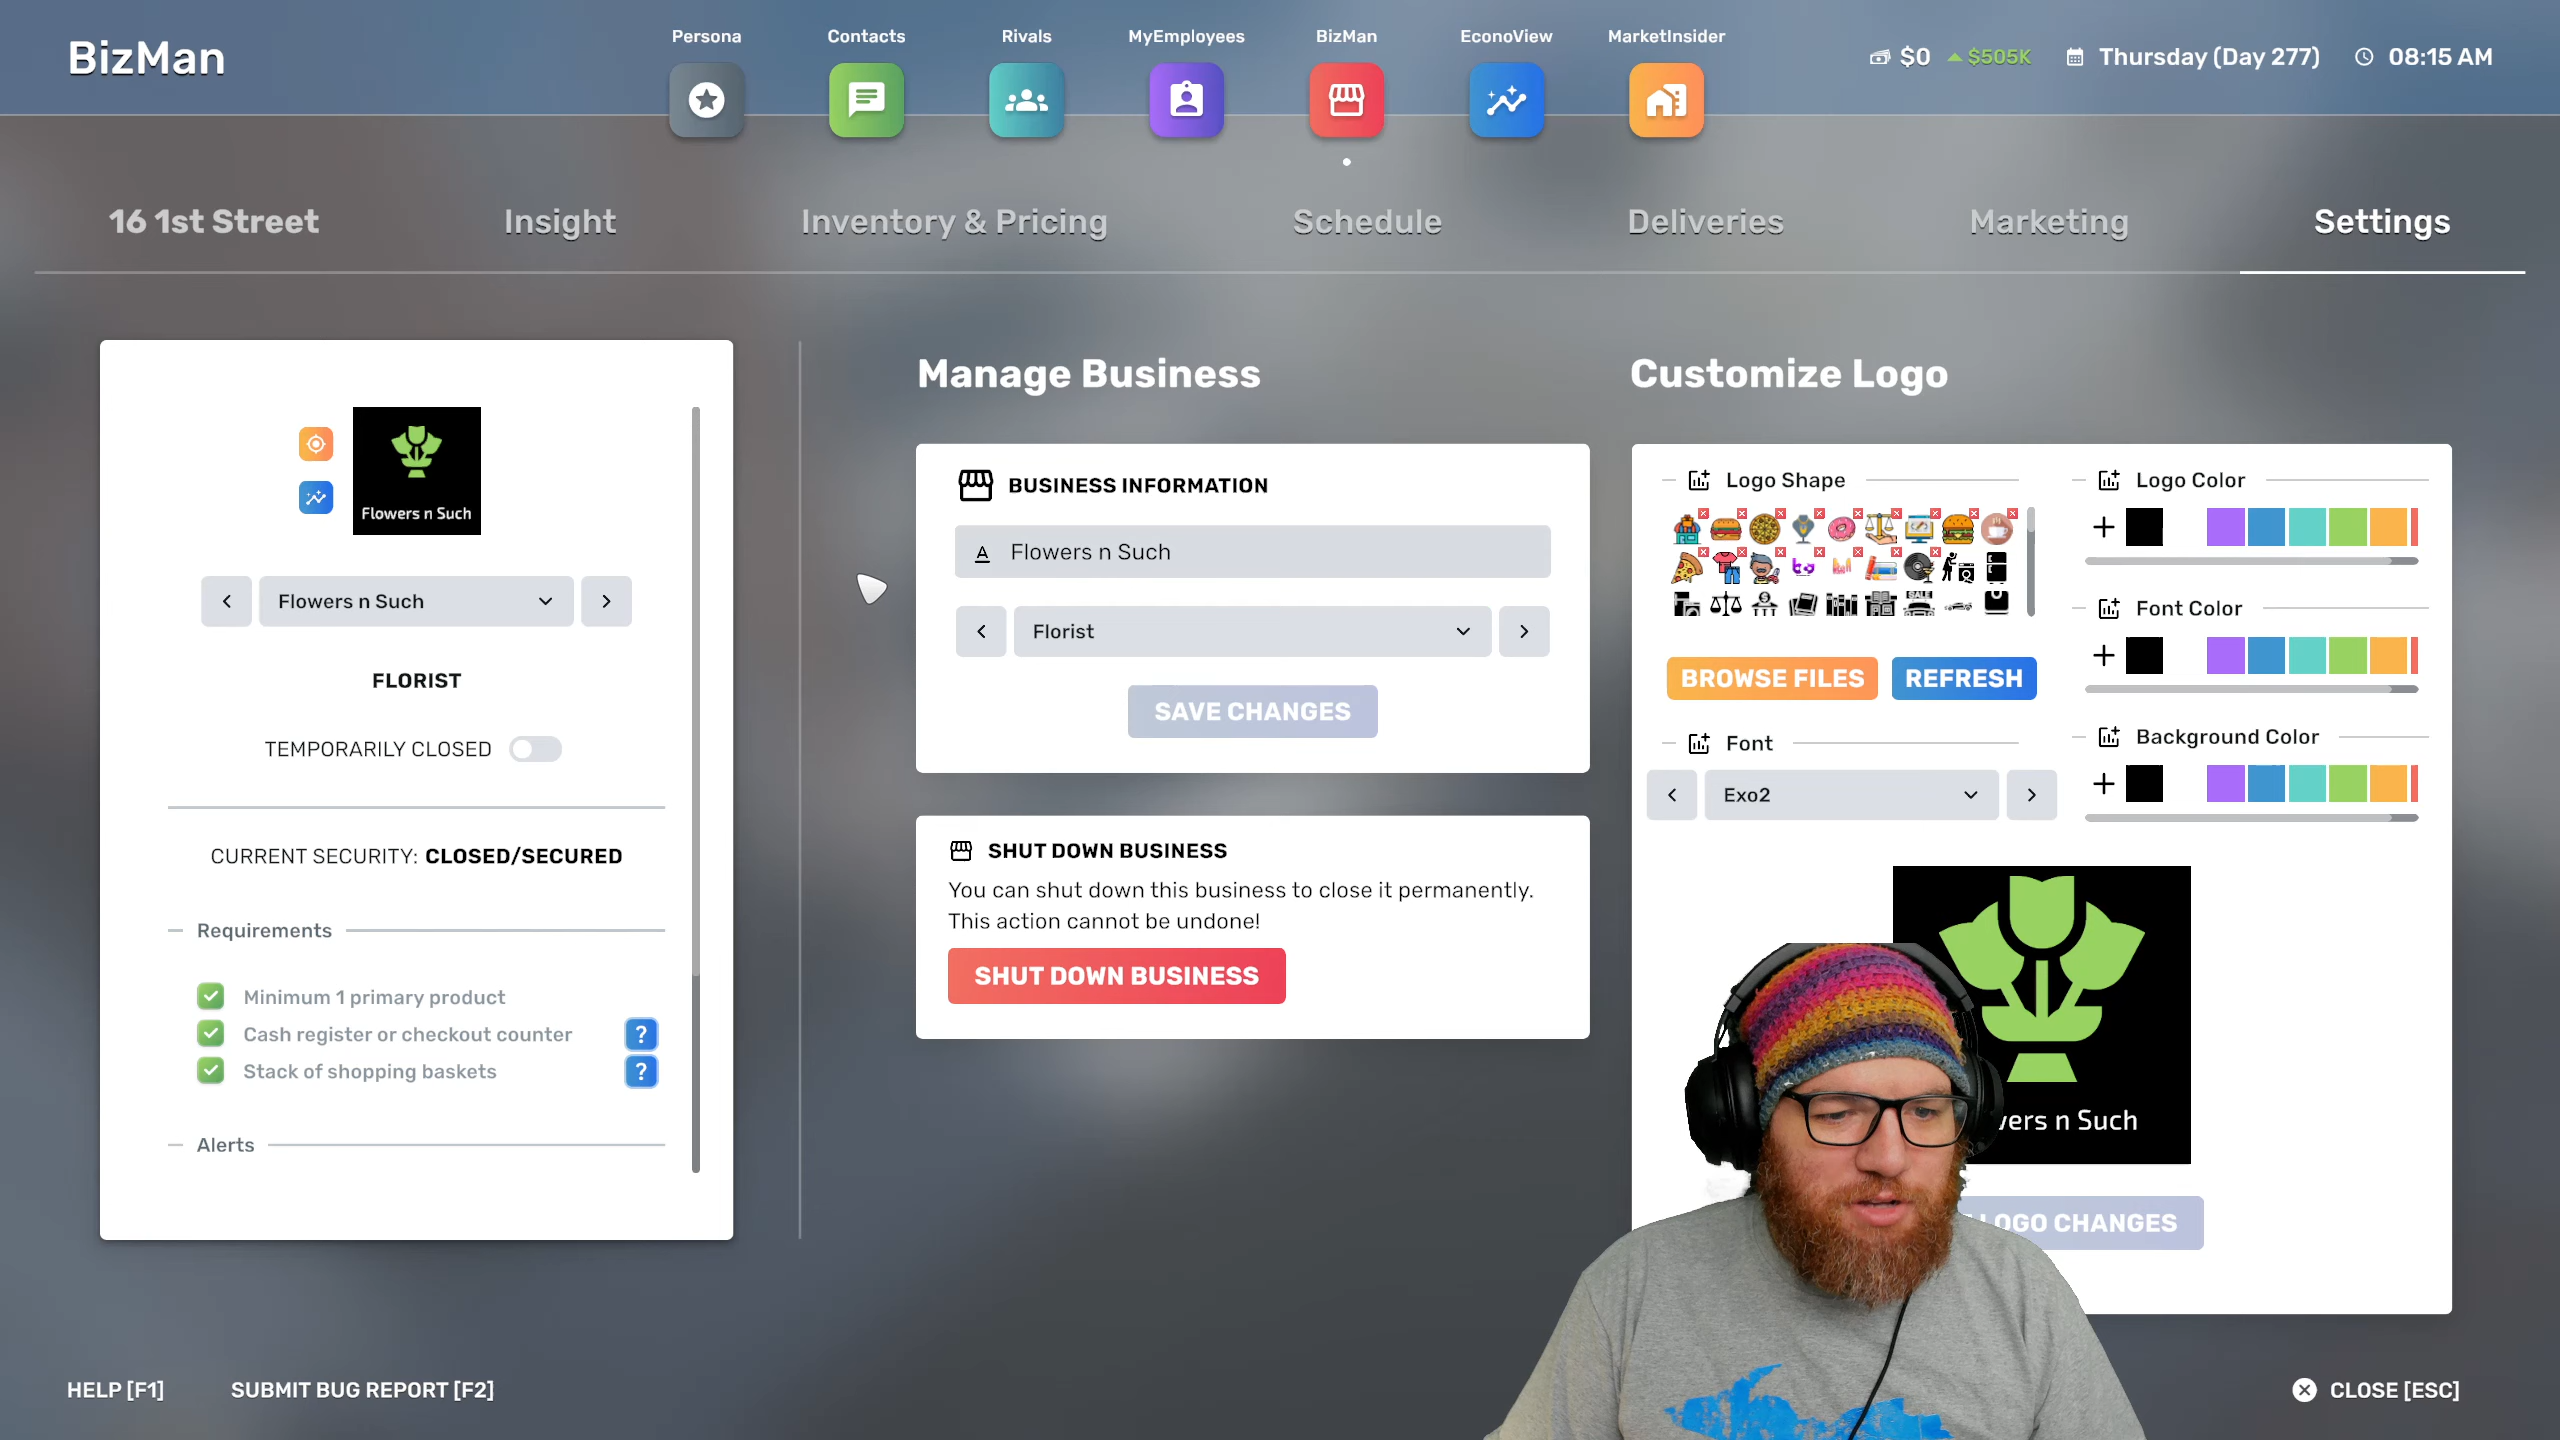 BizMan
Persona
Contacts
Rivals
MyEmployees
BizMan
EconoView
MarketInsider
$0 $505K Thursday (Day 277) 08:15 AM
16 1st Street
Insight
Inventory & Pricing
Schedule
Deliveries
Marketing
Settings
Flowers n Such
Flowers n Such
FLORIST
TEMPORARILY CLOSED
CURRENT SECURITY: CLOSED/SECURED
Requirements
Minimum 1 primary product
Cash register or checkout counter ?
Stack of shopping baskets ?
Alerts
Manage Business
BUSINESS INFORMATION
Flowers n Such
Florist
SAVE CHANGES
SHUT DOWN BUSINESS
You can shut down this business to close it permanently.
This action cannot be undone!
SHUT DOWN BUSINESS
Customize Logo
Logo Shape
SALE
BROWSE FILES
REFRESH
Font
Exo2
Logo Color
Font Color
Background Color
n Such
LOGO CHANGES
HELP [F1]
SUBMIT BUG REPORT [F2]
CLOSE [ESC]